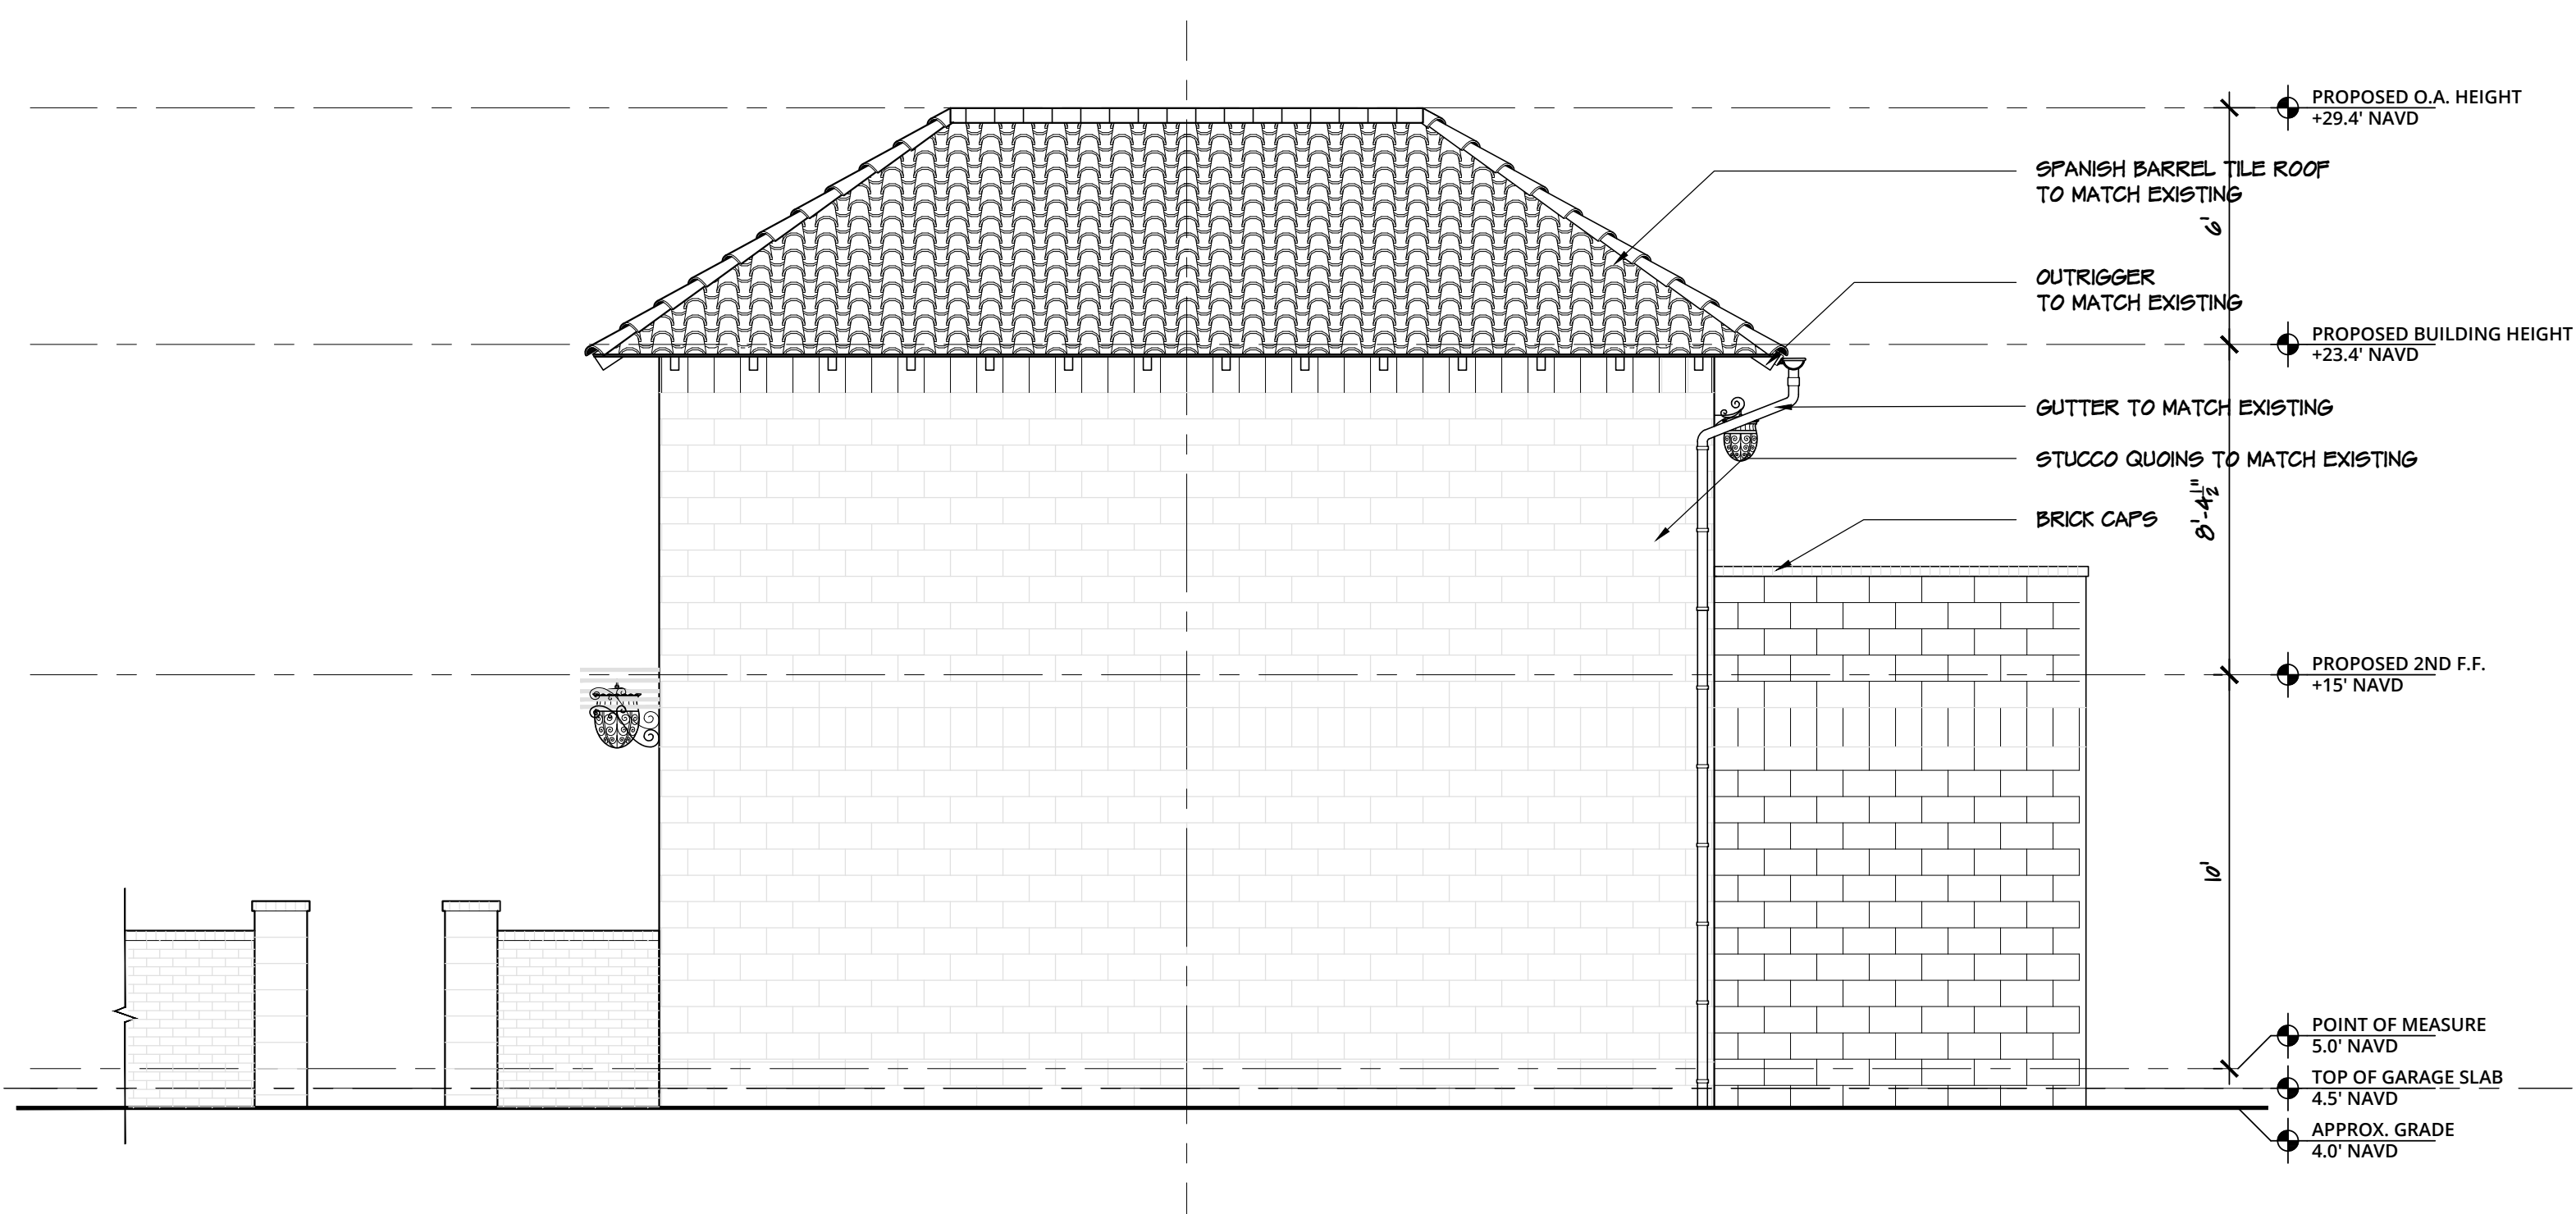 PROPOSED O.A. HEIGHT
+29.4' NAVD
SPANISH BARREL TILE ROOF
TO MATCH EXISTING
6'
OUTRIGGER
TO MATCH EXISTING
PROPOSED BUILDING HEIGHT
+23.4' NAVD
GUTTER TO MATCH EXISTING
STUCCO QUOINS TO MATCH EXISTING
8'-4 1/2"
BRICK CAPS
PROPOSED 2ND F.F.
+15' NAVD
10'
POINT OF MEASURE
5.0' NAVD
TOP OF GARAGE SLAB
4.5' NAVD
APPROX. GRADE
4.0' NAVD